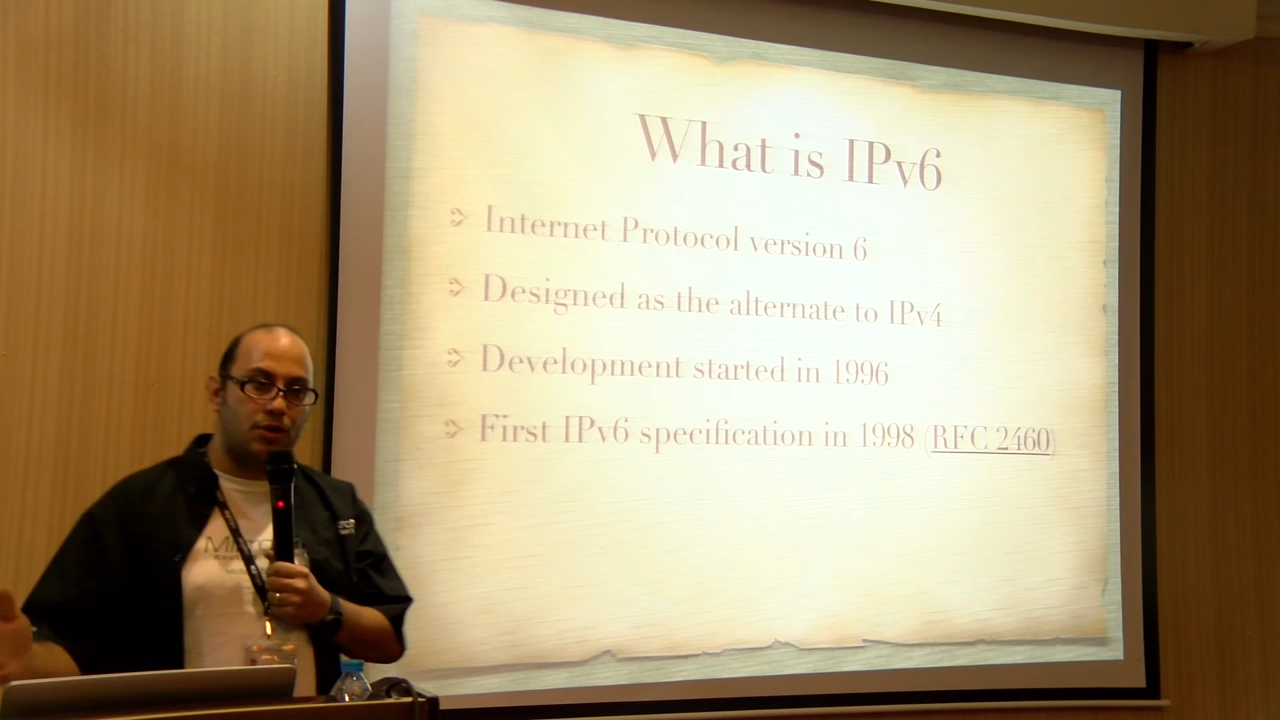 What is IPv6
Internet Protocol version 6
Designed as the alternate to IPv4
Development started in 1996
First IPv6 specification in 1998 (RFC 2460)